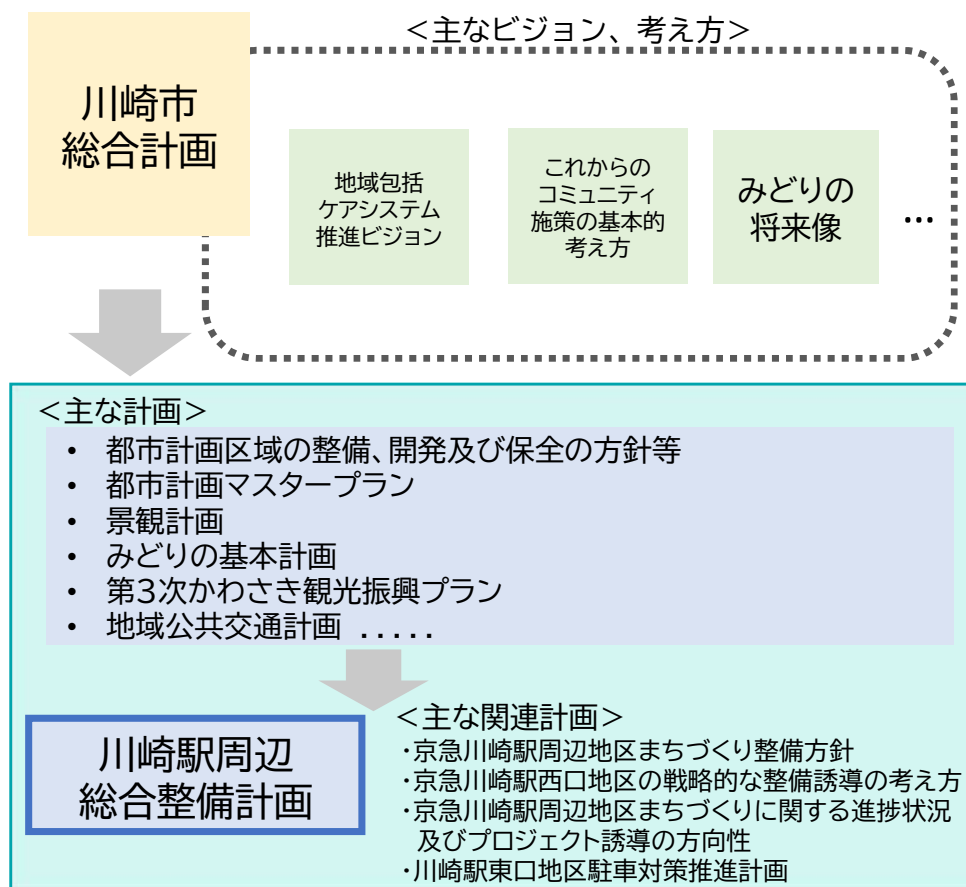 ＜主なビジョン、考え方＞
川崎市
総合計画
地域包括
ケアシステム
推進ビジョン
これからの
コミュニティ
施策の基本的
考え方
みどりの
将来像
…
＜主な計画＞
• 都市計画区域の整備、開発及び保全の方針等
• 都市計画マスタープラン
• 景観計画
• みどりの基本計画
• 第３次かわさき観光振興プラン
• 地域公共交通計画 ．．．．．
川崎駅周辺
総合整備計画
＜主な関連計画＞
・京急川崎駅周辺地区まちづくり整備方針
・京急川崎駅西口地区の戦略的な整備誘導の考え方
・京急川崎駅周辺地区まちづくりに関する進捗状況
及びプロジェクト誘導の方向性
・川崎駅東口地区駐車対策推進計画